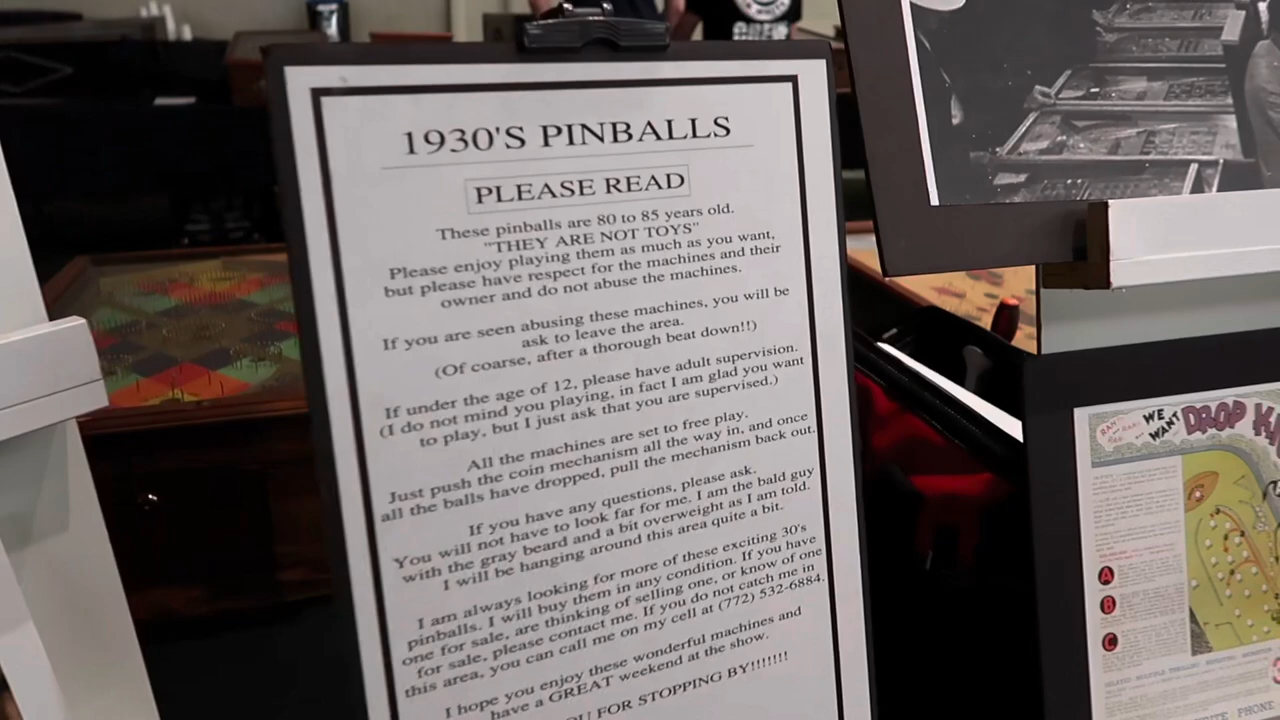 1930'S PINBALLS
PLEASE READ
These pinballs are 80 to 85 years old.
"THEY ARE NOT TOYS"
Please enjoy playing them as much as you want,
but please have respect for the machines and their
owner and do not abuse the machines.
If you are seen abusing these machines, you will be
ask to leave the area.
(Of coarse, after a thorough beat down!!)
If under the age of 12, please have adult supervision.
(I do not mind you playing, in fact I am glad you want
to play, but I just ask that you are supervised.)
All the machines are set to free play.
Just push the coin mechanism all the way in, and once
all the balls have dropped, pull the mechanism back out.
If you have any questions, please ask.
You will not have to look far for me. I am the bald guy
with the gray beard and a bit overweight as I am told.
I will be hanging around this area quite a bit.
I am always looking for more of these exciting 30's
pinballs. I will buy them in any condition. If you have
one for sale, are thinking of selling one, or know of one
for sale, please contact me. If you do not catch me in
this area, you can call me on my cell at (772) 532-6884.
I hope you enjoy these wonderful machines and
have a GREAT weekend at the show.
FOR STOPPING BY!!!!!!!
WE
WANT
DROP
A
B
C
PHONE